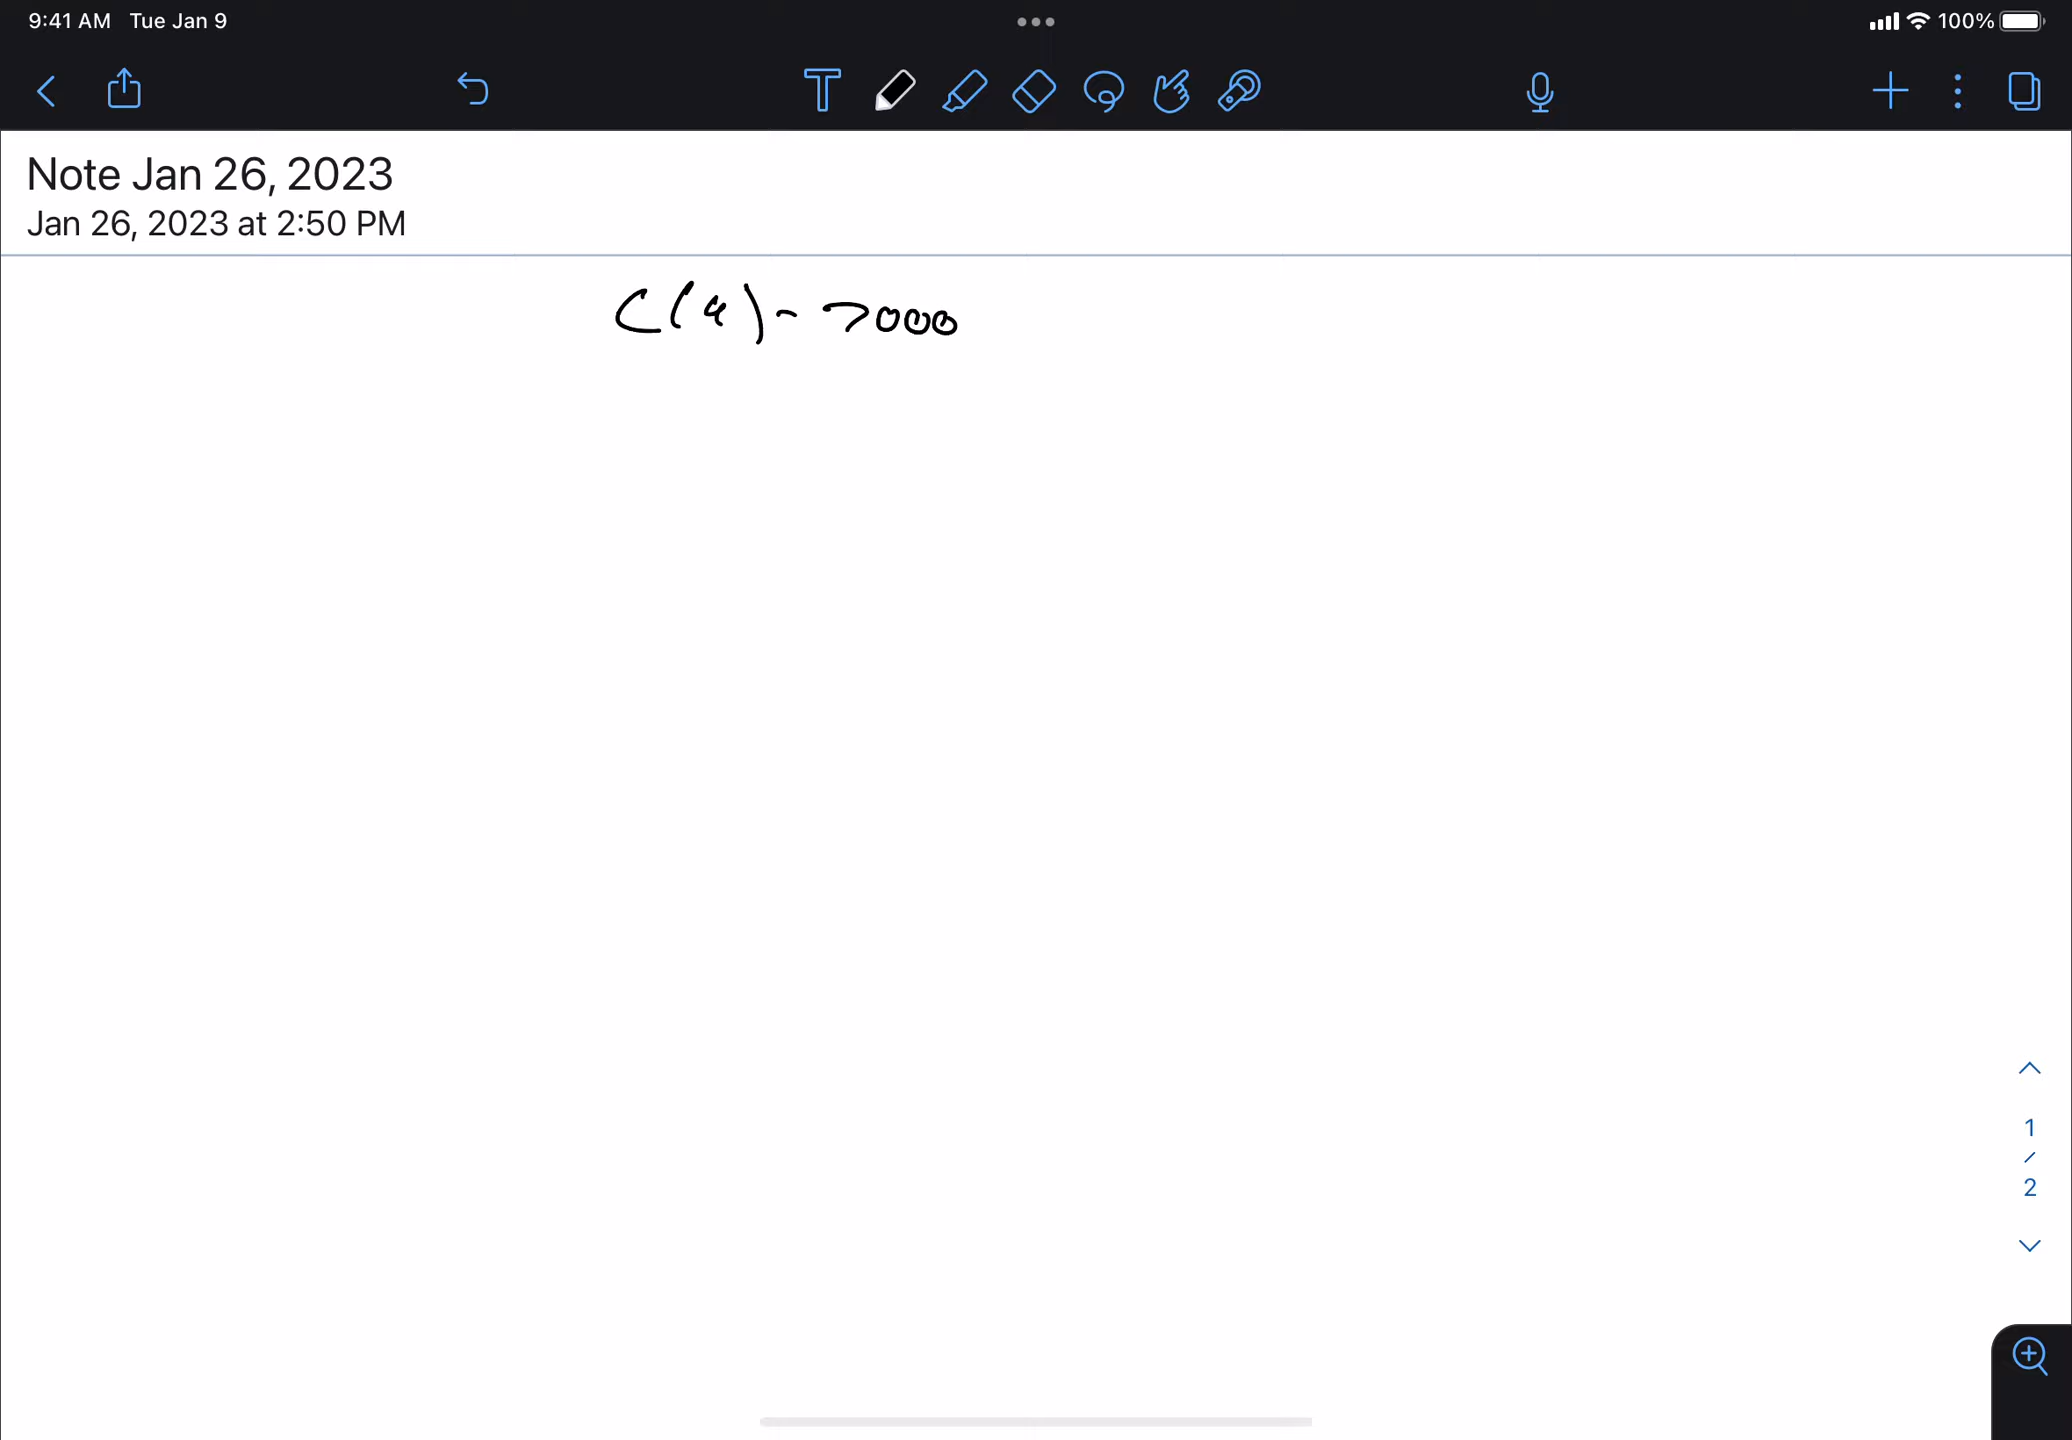 9:41 AM Tue Jan 9
100%
Note Jan 26, 2023
Jan 26, 2023 at 2:50 PM
C(4) - 7000
1
/
2